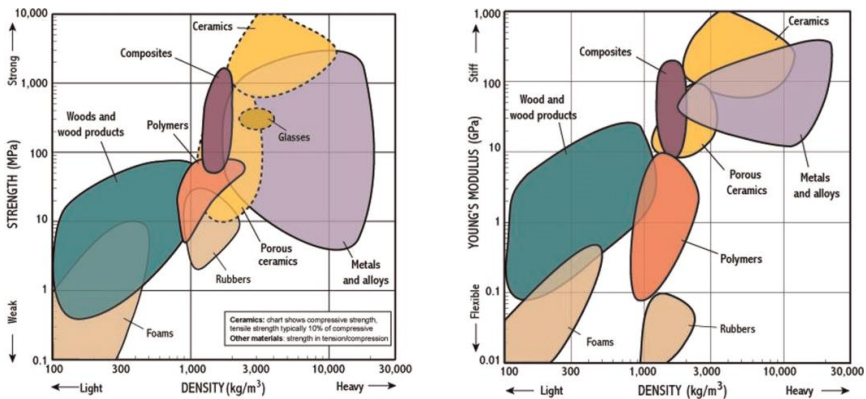 10,000
1,000
100
10
1
0.1
Strong
STRENGTH (MPa)
Weak
Ceramics
Composites
Woods and
wood products
Polymers
Glasses
Porous
ceramics
Rubbers
Metals
and alloys
Foams
Ceramics: chart shows compressive strength,
tensile strength typically 10% of compressive
Other materials: strength in tension/compression
100
300
1,000
3,000
10,000
30,000
Light
DENSITY (kg/m³)
Heavy
1,000
100
10
1
0.1
0.01
Stiff
YOUNG'S MODULUS (GPa)
Flexible
Ceramics
Composites
Wood and
wood products
Porous
Ceramics
Metals
and alloys
Polymers
Foams
Rubbers
100
300
1,000
3,000
10,000
30,000
Light
DENSITY (kg/m³)
Heavy